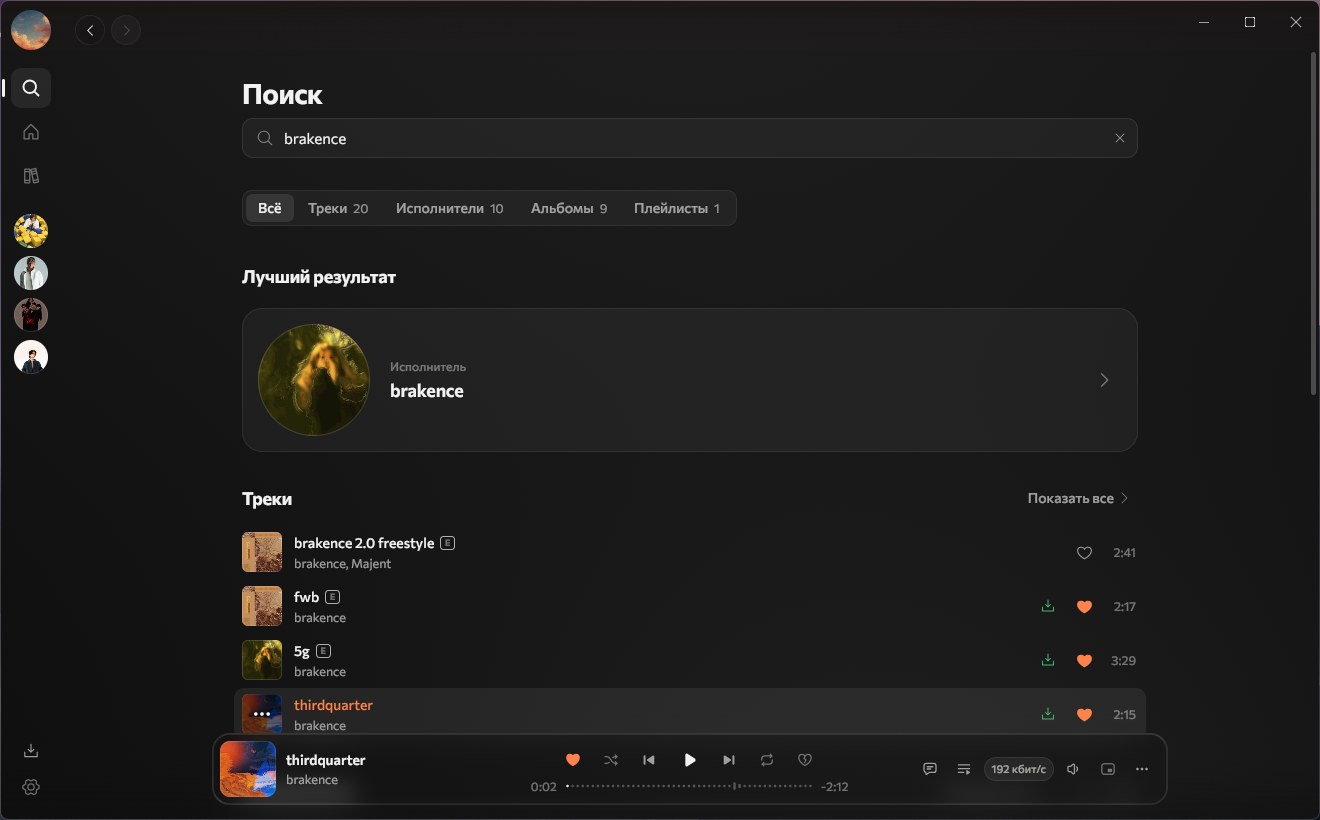 Поиск
brakence
Всё Треки 20 Исполнители 10 Альбомы 9 Плейлисты 1
Лучший результат
Исполнитель
brakence
Треки Показать все
brakence 2.0 freestyle E
brakence, Majent
2:41
fwb E
brakence
2:17
5g E
brakence
3:29
thirdquarter
brakence
2:15
thirdquarter
brakence
0:02 -2:12
192 кбит/с